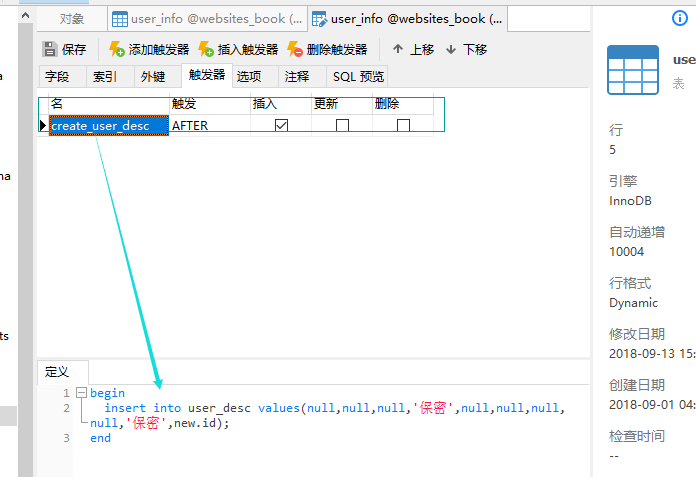 对象
user_info @websites_book (...
user_info @websites_book (...
保存
添加触发器
插入触发器
删除触发器
上移
下移
字段
索引
外键
触发器
选项
注释
SQL 预览
名 触发 插入 更新 删除
create_user_desc AFTER
定义
1 begin
2 insert into user_desc values(null,null,null,'保密',null,null,null,
null,'保密',new.id);
3 end
use
表
行
5
引擎
InnoDB
自动递增
10004
行格式
Dynamic
修改日期
2018-09-13 15:
创建日期
2018-09-01 04:
检查时间
--
na
ts